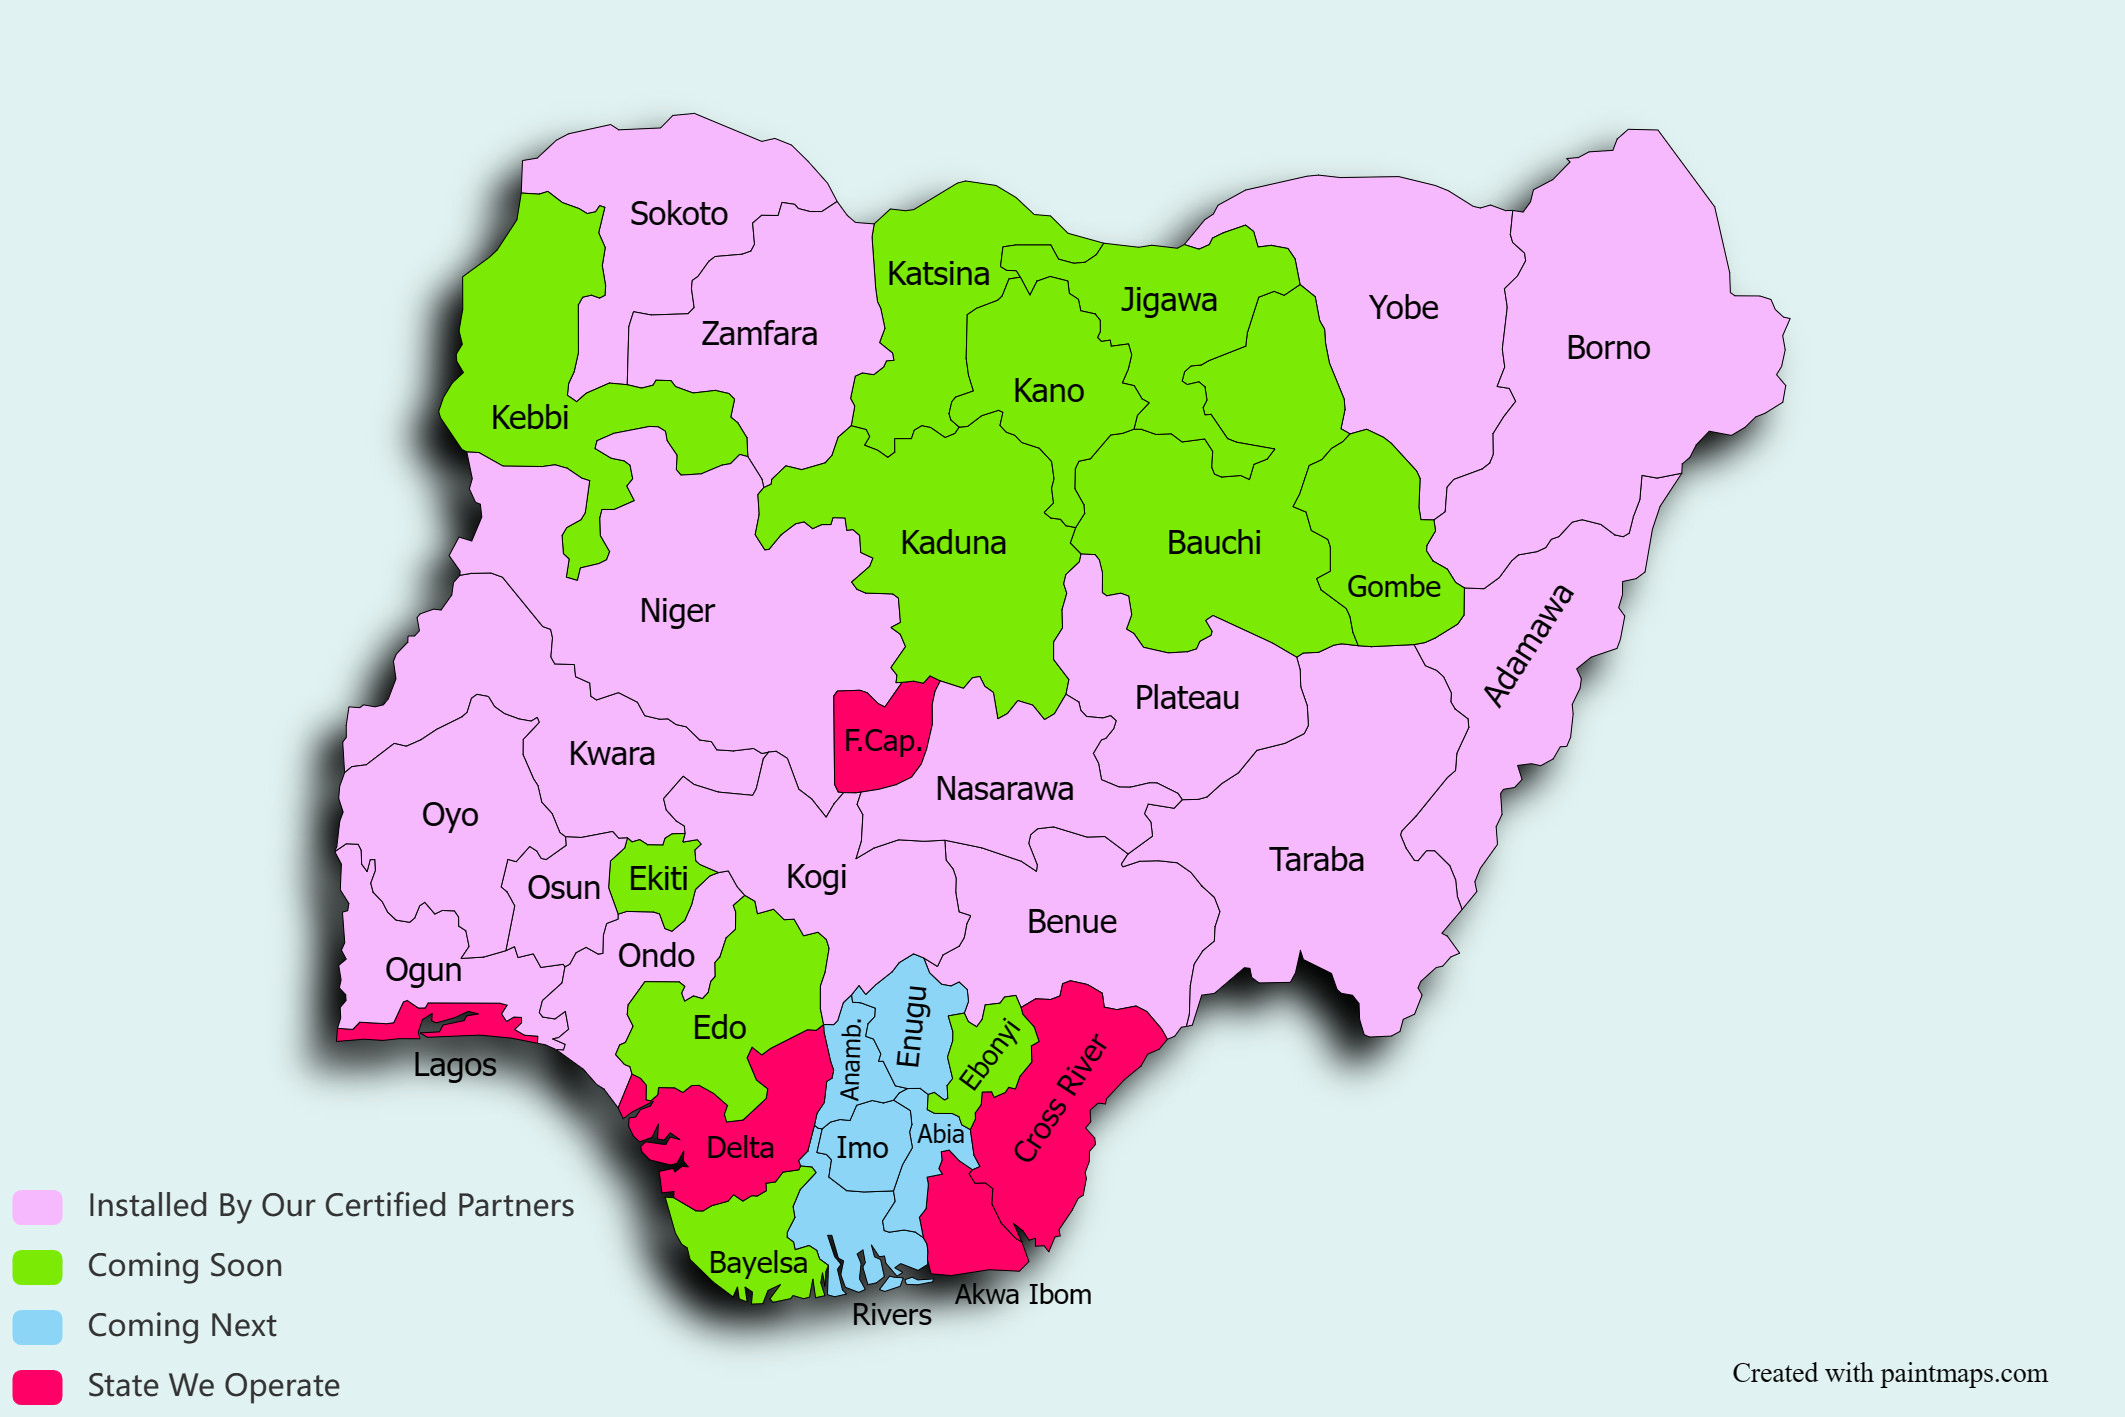 Sokoto
Katsina
Jigawa
Yobe
Zamfara
Borno
Kano
Kebbi
Kaduna
Bauchi
Gombe
Niger
Adamawa
Plateau
F.Cap.
Kwara
Nasarawa
Oyo
Taraba
Osun
Ekiti
Kogi
Benue
Ondo
Ogun
Edo
Enugu
Anamb.
Ebonyi
Lagos
Cross River
Delta
Imo
Abia
Bayelsa
Akwa Ibom
Rivers
Installed By Our Certified Partners
Coming Soon
Coming Next
State We Operate
Created with paintmaps.com